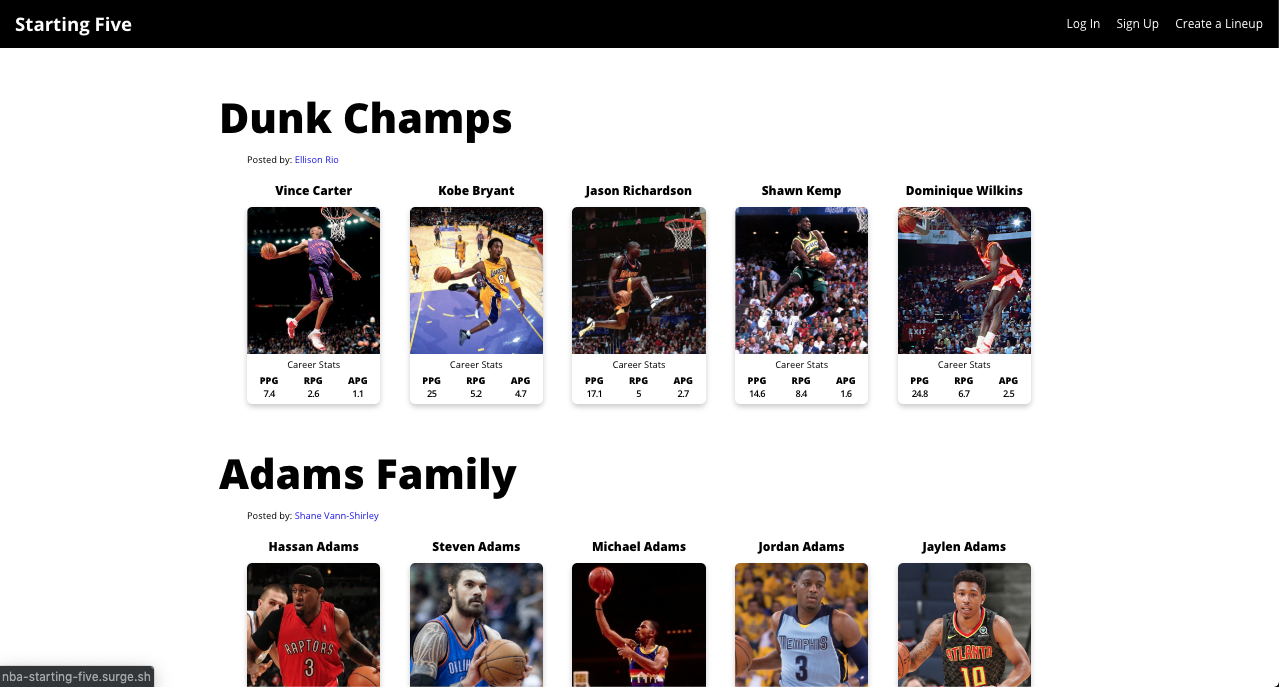 Starting Five
Log In Sign Up Create a Lineup
Dunk Champs
Posted by: Ellison Rio
Vince Carter Kobe Bryant Jason Richardson Shawn Kemp Dominique Wilkins
LAKERS
8
EXIT
Career Stats Career Stats Career Stats Career Stats Career Stats
PPG RPG APG PPG RPG APG PPG RPG APG PPG RPG APG PPG RPG APG
7.4 2.6 1.1 25 5.2 4.7 17.1 5 2.7 14.6 8.4 1.6 24.8 6.7 2.5
Adams Family
Posted by: Shane Vann-Shirley
Hassan Adams Steven Adams Michael Adams Jordan Adams Jaylen Adams
RAPTORS
3
MEMPHIS
3
ATLANTA
10
nba-starting-five.surge.sh